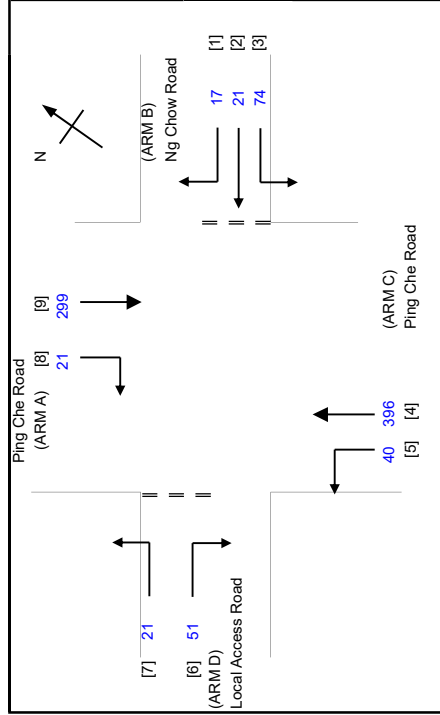 N
Ping Che Road
(ARM A)
[8]
21
[9]
299
(ARM B)
Ng Chow Road
[1]
17
[2]
21
[3]
74
[7]
21
[6]
51
(ARM D)
Local Access Road
40
[5]
396
[4]
(ARM C)
Ping Che Road